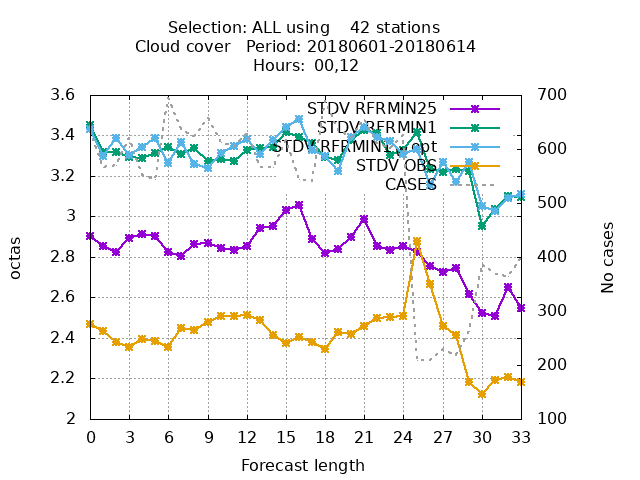 Selection: ALL using 42 stations
Cloud cover Period: 20180601-20180614
Hours: 00,12
3.6
3.4
3.2
3
2.8
2.6
2.4
2.2
2
octas
700
600
500
400
300
200
100
No cases
STDV RFRMIN25
STDV RFRMIN1
STDV RFRMIN1 opt
STDV OBS
CASES
0 3 6 9 12 15 18 21 24 27 30 33
Forecast length